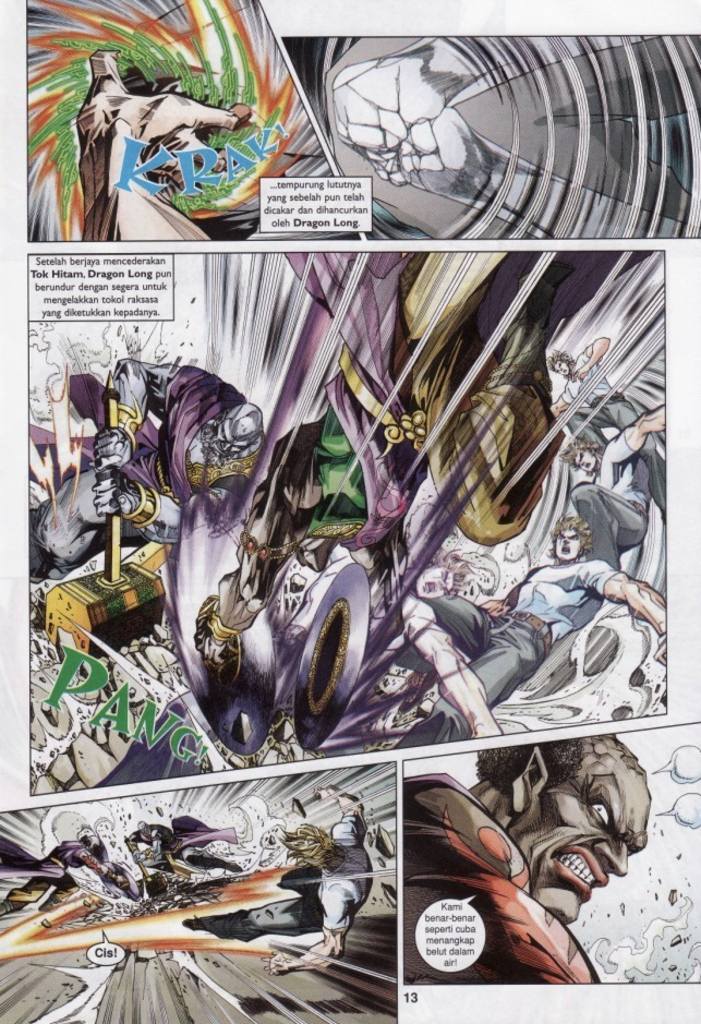 KRAK!
...tempurung lututnya
yang sebelah pun telah
dicakar dan dihancurkan
oleh Dragon Long.
Setelah berjaya mencederakan
Tok Hitam, Dragon Long pun
berundur dengan segera untuk
mengelakkan tokol raksasa
yang diketukkan kepadanya.
PANG!
Cis!
Kami
benar-benar
seperti cuba
menangkap
belut dalam
air!
13